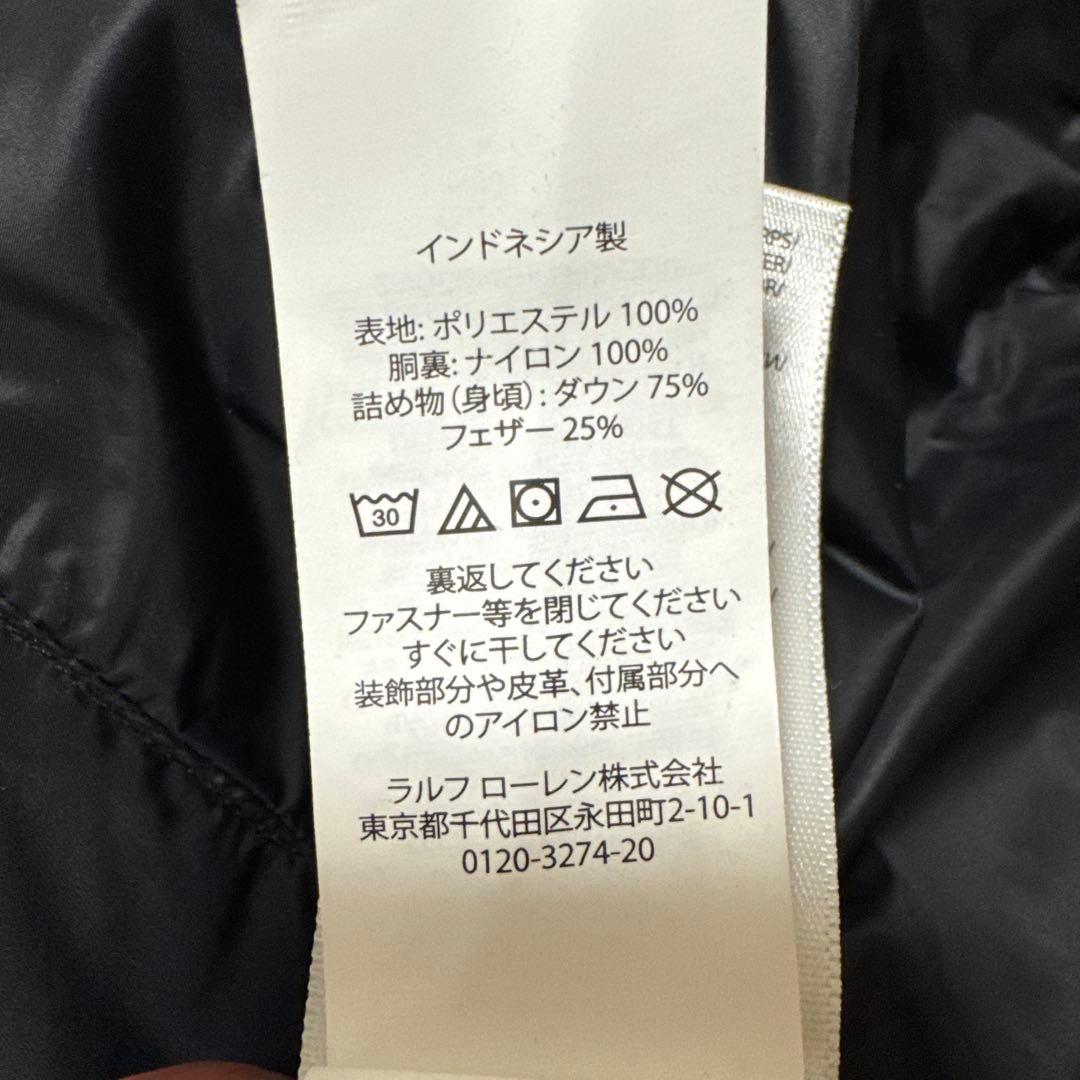 インドネシア製
表地: ポリエステル 100%
胴裏: ナイロン 100%
詰め物 (身頃) : ダウン 75%
フェザー 25%
30
裏返してください
ファスナー等を閉じてください
すぐに干してください
装飾部分や皮革、付属部分へ
のアイロン禁止
ラルフ ローレン株式会社
東京都千代田区永田町2-10-1
0120-3274-20